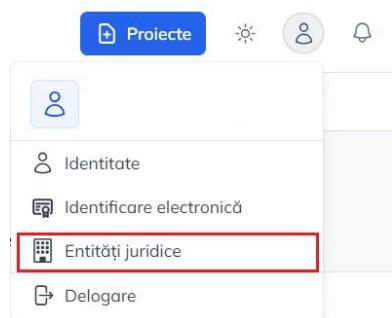 Proiecte
Identitate
Identificare electronică
Entități juridice
Delogare